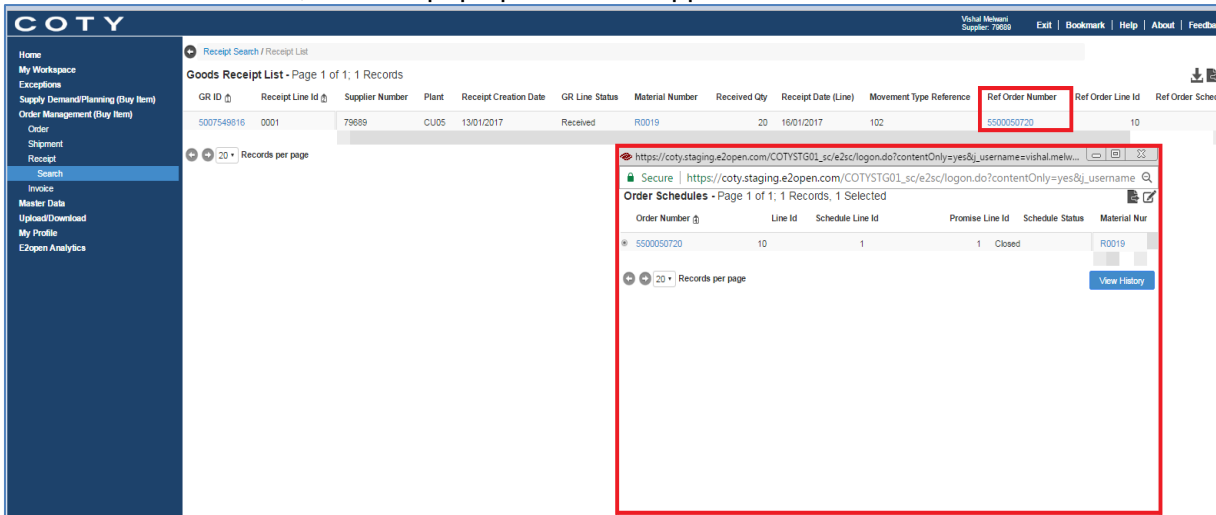 COTY
Vishal Melwani
Supplier: 79689
Exit | Bookmark | Help | About | Feedba
Home
My Workspace
Exceptions
Supply Demand/Planning (Buy Item)
Order Management (Buy Item)
Order
Shipment
Receipt
Search
Invoice
Master Data
Upload/Download
My Profile
E2open Analytics
Receipt Search / Receipt List
Goods Receipt List - Page 1 of 1; 1 Records
GR ID Receipt Line Id Supplier Number Plant Receipt Creation Date GR Line Status Material Number Received Qty Receipt Date (Line) Movement Type Reference Ref Order Number Ref Order Line Id Ref Order Sched
5007549816 0001 79689 CU05 13/01/2017 Received R0019 20 16/01/2017 102 5500050720 10
20 Records per page
https://coty.staging.e2open.com/COTYSTG01_sc/e2sc/logon.do?contentOnly=yes&j_username=vishal.melw...
Secure | https://coty.staging.e2open.com/COTYSTG01_sc/e2sc/logon.do?contentOnly=yes&j_username
Order Schedules - Page 1 of 1; 1 Records, 1 Selected
Order Number Line Id Schedule Line Id Promise Line Id Schedule Status Material Nur
5500050720 10 1 1 Closed R0019
20 Records per page
View History